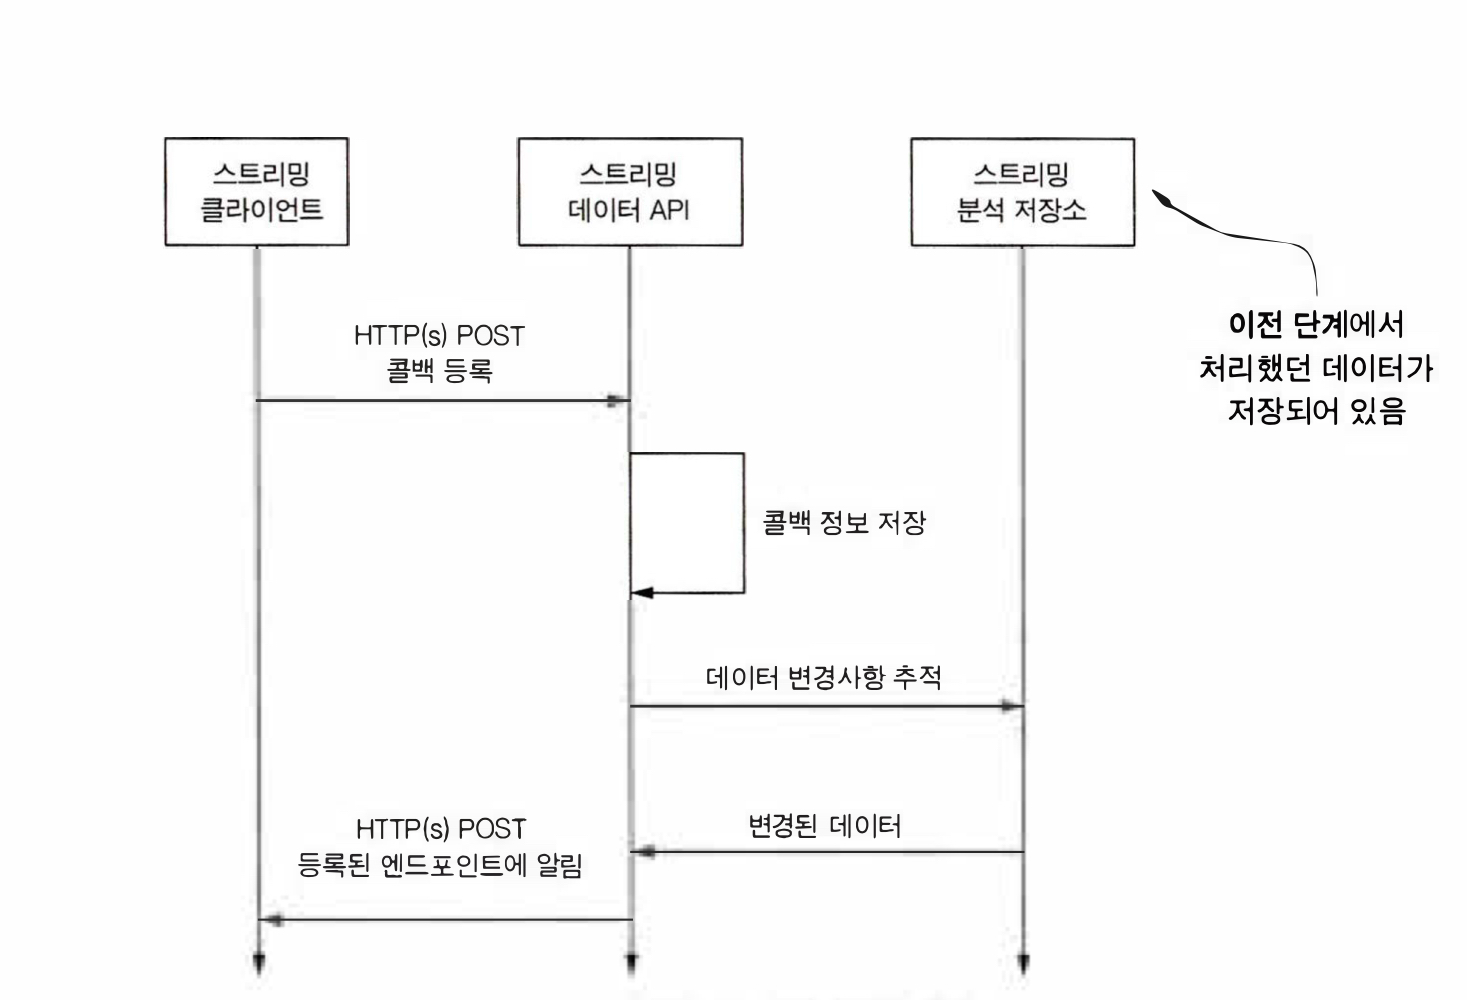 스트리밍
클라이언트
스트리밍
데이터 API
스트리밍
분석 저장소
HTTP(s) POST
콜백 등록
이전 단계에서
처리했던 데이터가
저장되어 있음
콜백 정보 저장
데이터 변경사항 추적
변경된 데이터
HTTP(s) POST
등록된 엔드포인트에 알림